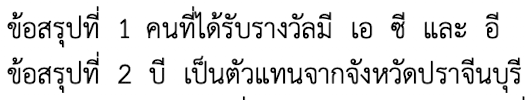 ข้อสรุปที่ 1 คนที่ได้รับรางวัลมี เอ ซี และ อี
ข้อสรุปที่ 2 บี เป็นตัวแทนจากจังหวัดปราจีนบุรี